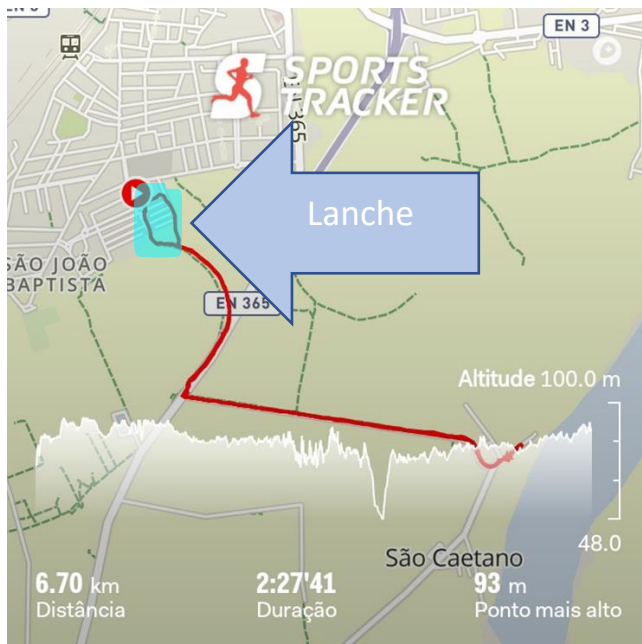 EN 3
SPORTS
TRACKER
365
Lanche
SÃO JOÃO
BAPTISTA
EN 365
Altitude 100.0 m
48.0
São Caetano
6.70 km
2:27'41
93 m
Distância
Duração
Ponto mais alto